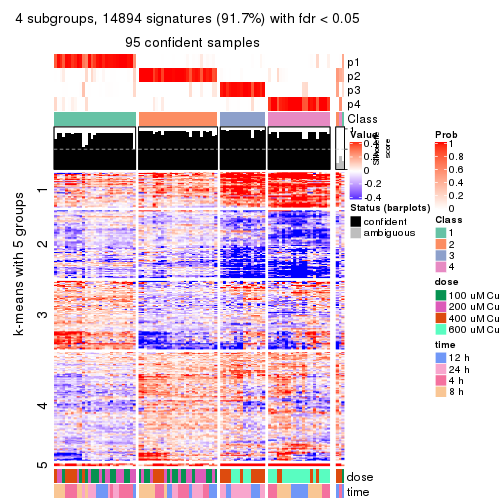 4 subgroups, 14894 signatures (91.7%) with fdr < 0.05
95 confident samples
p1
p2
p3
p4
Class
1
Silhouette
score
k-means with 5 groups
1
2
3
4
5
dose
time
Value
0.4
0.2
0
-0.2
-0.4
Status (barplots)
confident
ambiguous
Prob
1
0.8
0.6
0.4
0.2
0
Class
1
2
3
4
dose
100 uM Cu
200 uM Cu
400 uM Cu
600 uM Cu
time
12 h
24 h
4 h
8 h